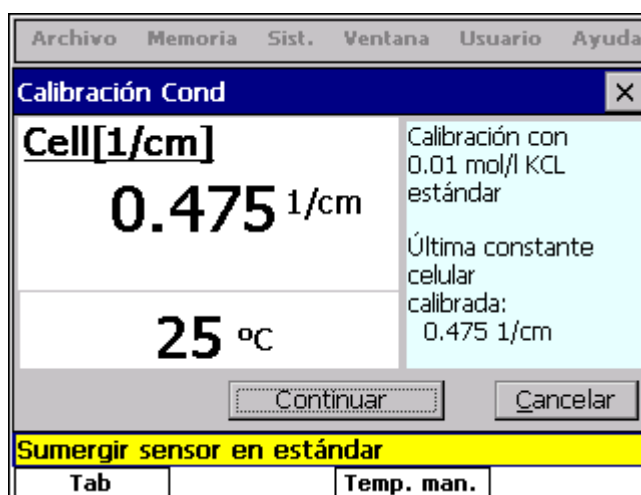 Archivo Memoria Sist. Ventana Usuario Ayuda
Calibración Cond
Cell[1/cm]
0.475 1/cm
25 ºC
Calibración con
0.01 mol/l KCL
estándar
Última constante
celular
calibrada:
0.475 1/cm
Continuar Cancelar
Sumergir sensor en estándar
Tab Temp. man.